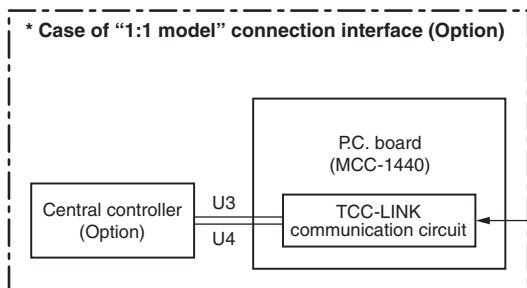 * Case of “1:1 model” connection interface (Option)
P.C. board
(MCC-1440)
Central controller
(Option)
U3
U4
TCC-LINK
communication circuit